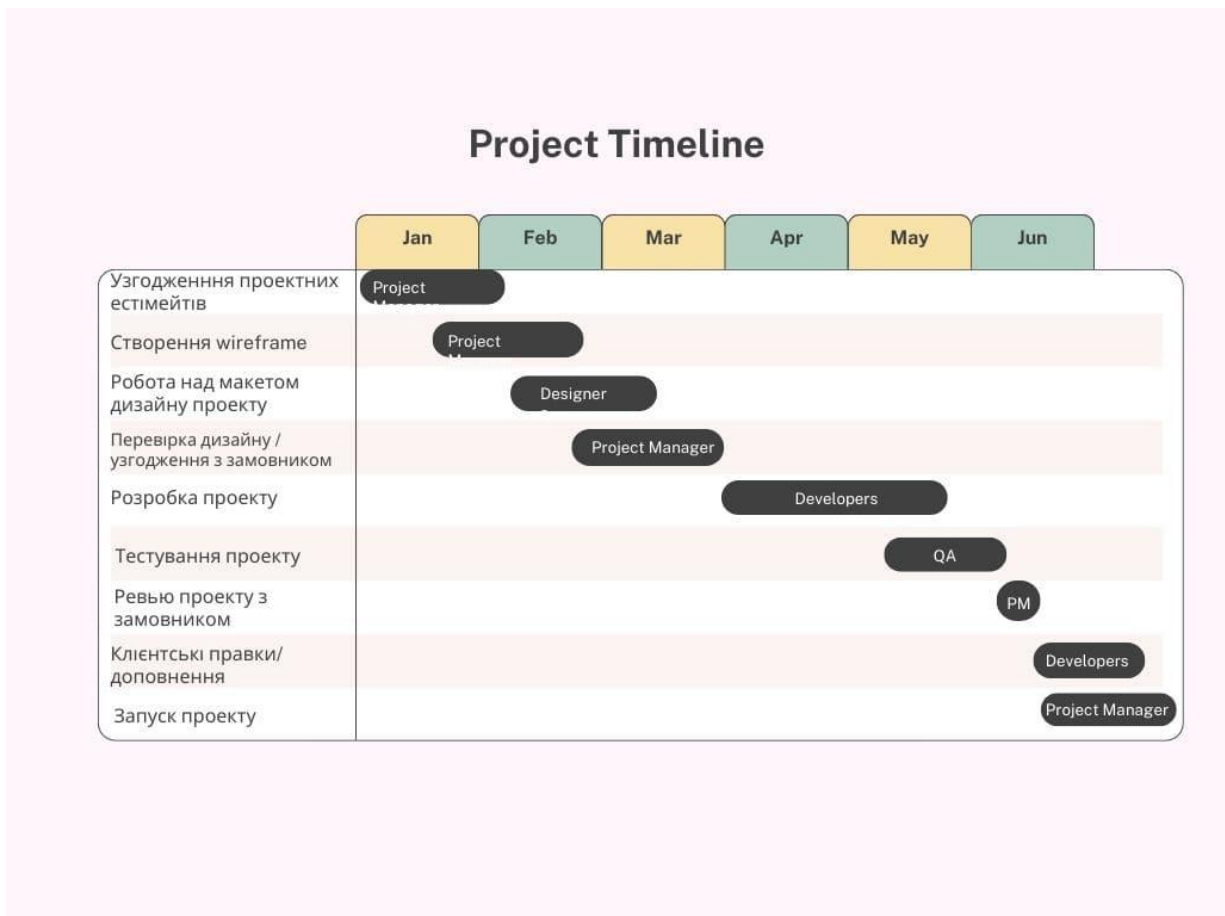 Project Timeline
Jan Feb Mar Apr May Jun
Узгодженння проектних
естімейтів
Project
Створення wireframe
Project
Робота над макетом
дизайну проекту
Designer
Перевірка дизайну /
узгодження з замовником
Project Manager
Розробка проекту
Developers
Тестування проекту
QA
Ревью проекту з
замовником
PM
Клієнтські правки/
доповнення
Developers
Запуск проекту
Project Manager